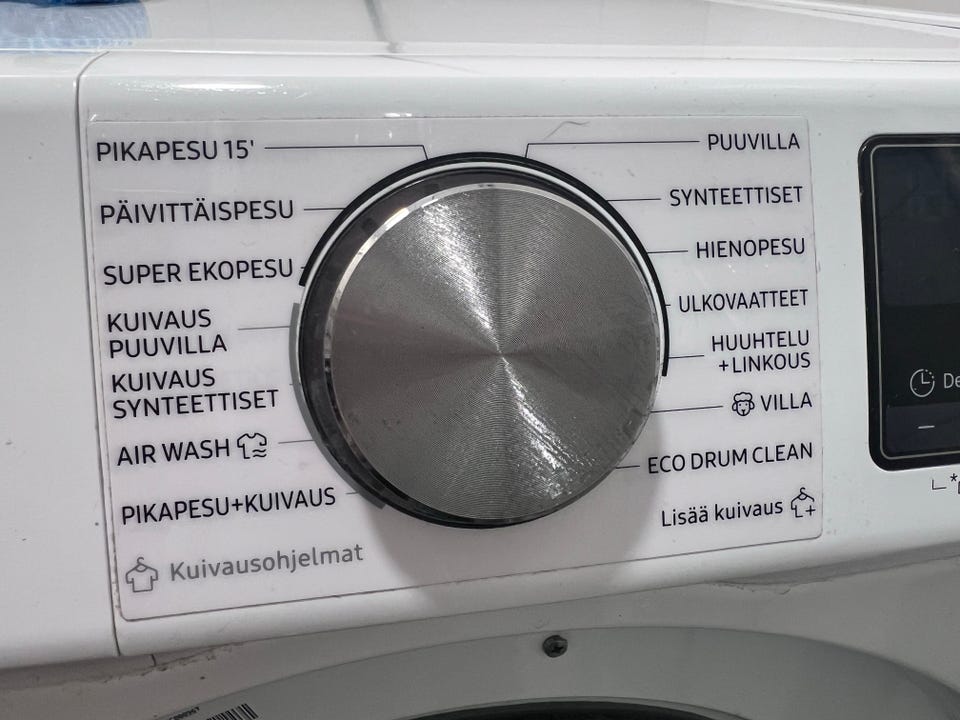 PIKAPESU 15'
PÄIVITTÄISPESU
SUPER EKOPESU
KUIVAUS
PUUVILLA
KUIVAUS
SYNTEETTISET
AIR WASH
PIKAPESU+KUIVAUS
Kuivausohjelmat
PUUVILLA
SYNTEETTISET
HIENOPESU
ULKOVAATTEET
HUUHTELU
+LINKOUS
VILLA
ECO DRUM CLEAN
Lisää kuivaus